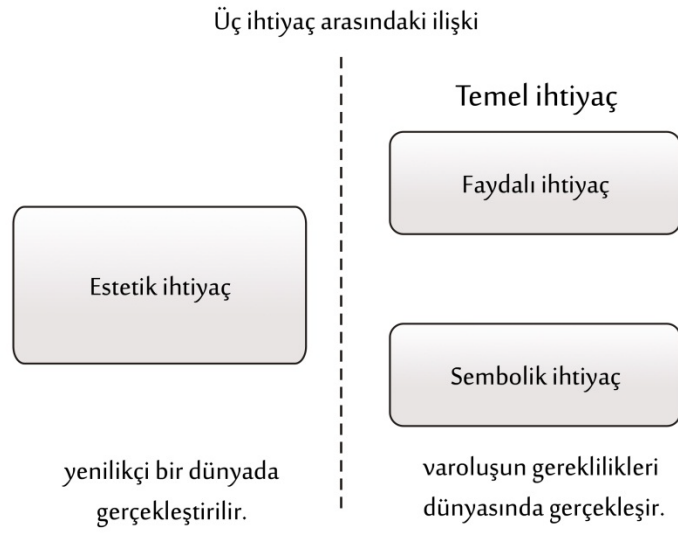 Üç ihtiyaç arasındaki ilişki
Estetik ihtiyaç
yenilikçi bir dünyada
gerçekleştirilir.
Temel ihtiyaç
Faydalı ihtiyaç
Sembolik ihtiyaç
varoluşun gereklilikleri
dünyasında gerçekleşir.